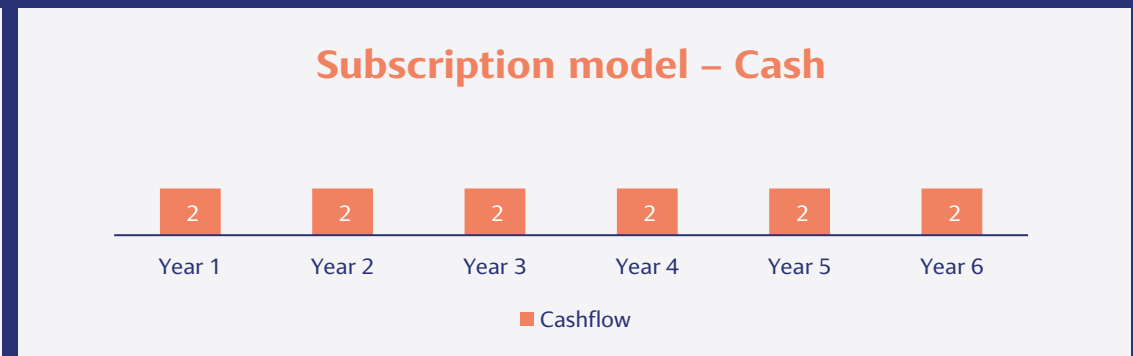 Subscription model – Cash
2 2 2 2 2 2
Year 1 Year 2 Year 3 Year 4 Year 5 Year 6
Cashflow